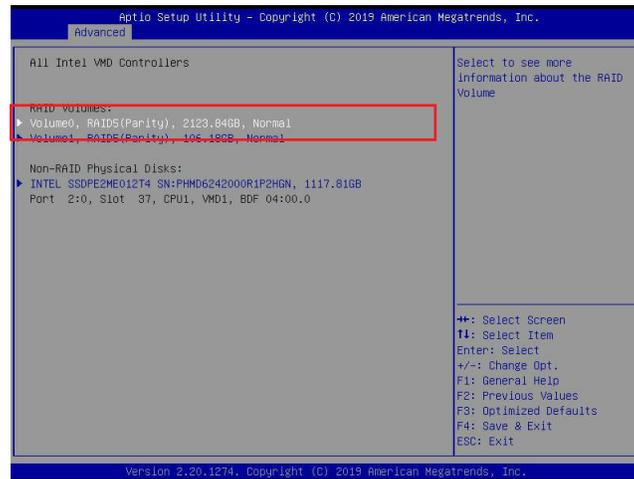 Aptio Setup Utility – Copyright (C) 2019 American Megatrends, Inc.
Advanced
All Intel VMD Controllers
RAID Volumes:
Volume0, RAID5(Parity), 2123.84GB, Normal
Volume1, RAID5(Parity), 106.18GB, Normal
Non-RAID Physical Disks:
INTEL SSDPE2ME012T4 SN:PHMD6242000R1P2HGN, 1117.81GB
Port 2:0, Slot 37, CPU1, VMD1, BDF 04:00.0
Select to see more
information about the RAID
Volume
→←: Select Screen
↑↓: Select Item
Enter: Select
+/-: Change Opt.
F1: General Help
F2: Previous Values
F3: Optimized Defaults
F4: Save & Exit
ESC: Exit
Version 2.20.1274. Copyright (C) 2019 American Megatrends, Inc.